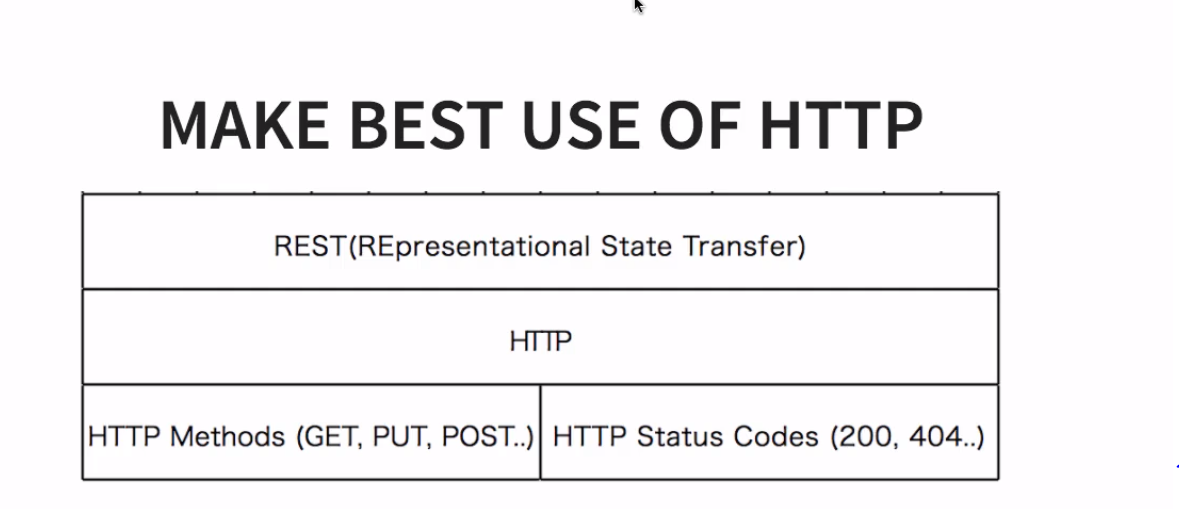 MAKE BEST USE OF HTTP
REST(REpresentational State Transfer)
HTTP
HTTP Methods (GET, PUT, POST..)
HTTP Status Codes (200, 404..)